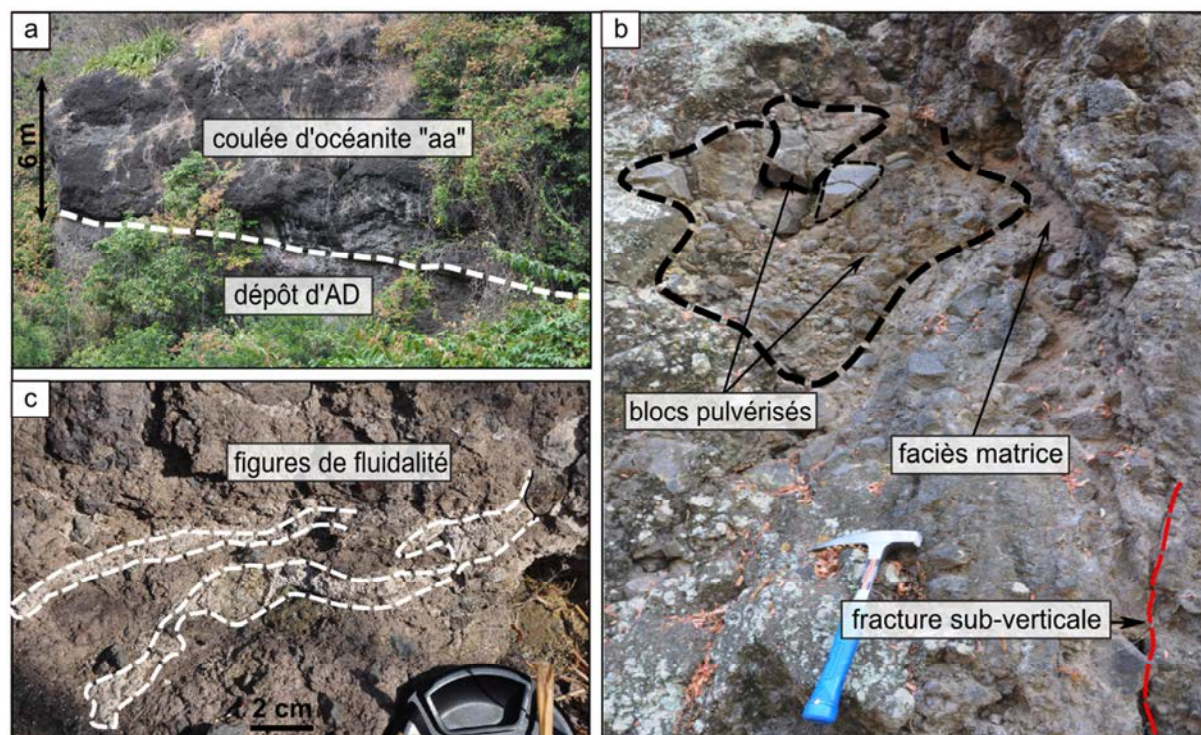 a
6 m
coulée d'océanite "aa"
dépôt d'AD
b
blocs pulvérisés
faciès matrice
fracture sub-verticale
c
figures de fluidalité
2 cm